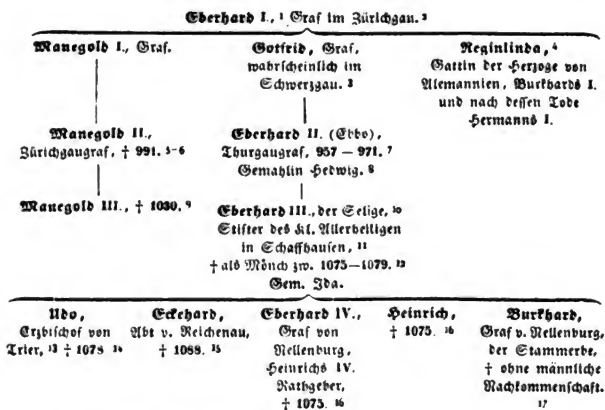 Eberhard I., 1 Graf im Zürichgau. 2
Manegold I., Graf.
Gotfrid, Graf,
wahrscheinlich im
Scherzgau. 3
Reginlinda, 4
Gattin der Herzoge von
Alemannien, Burkhards I.
und nach dessen Tode
Hermanns I.
Manegold II.,
Zürichgaugraf, † 991. 5-6
Eberhard II. (Ebbo),
Thurgaugraf, 957 — 971. 7
Gemahlin Hedwig. 8
Manegold III., † 1030. 9
Eberhard III., der Selige, 10
Stifter des Kl. Allerheiligen
in Schaffhausen, 11
† als Mönch zw. 1075—1079. 12
Gem. Ida.
Udo,
Erzbischof von
Trier, 13 † 1078 14
Eckehard,
Abt v. Reichenau,
† 1088. 15
Eberhard IV.,
Graf von
Nellenburg,
Heinrichs IV.
Rathgeber,
† 1075. 16
Heinrich,
† 1075. 16
Burkhard,
Graf v. Nellenburg,
der Stammerbe,
† ohne männliche
Nachkommenschaft.
17